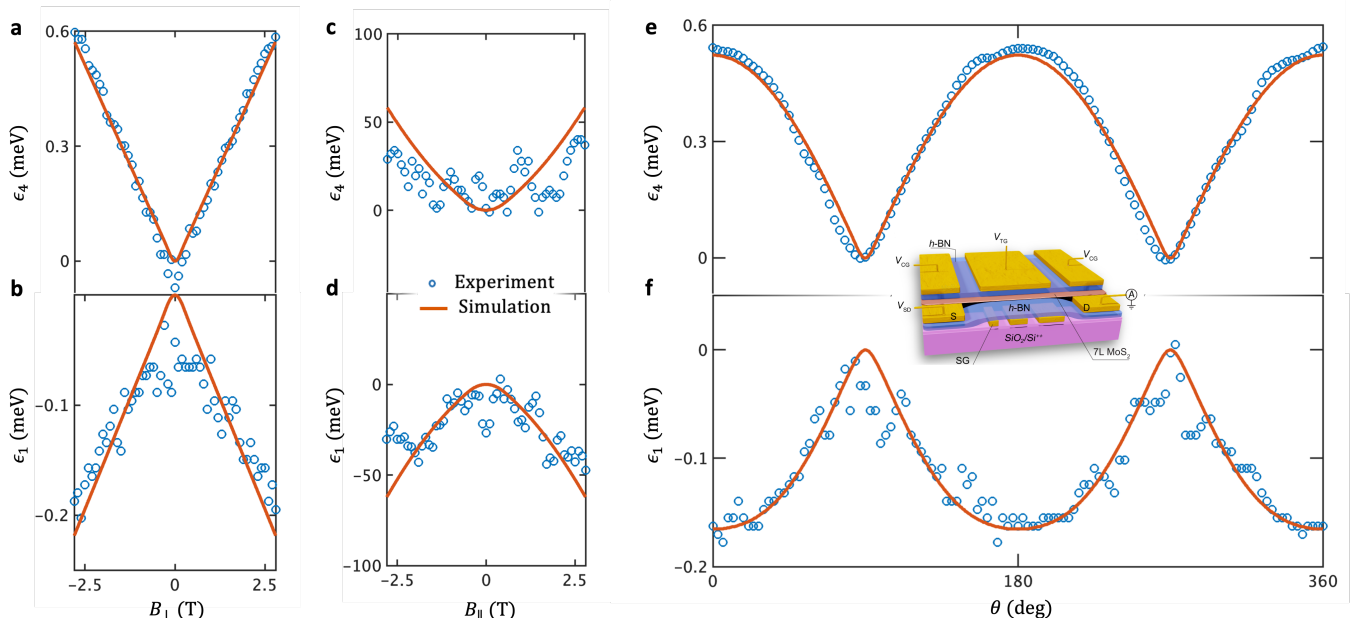 a
0.6
0.3
0
ϵ4 (meV)
b
−0.1
−0.2
ϵ1 (meV)
−2.5
0
2.5
B⊥ (T)
c
100
50
0
ϵ4 (meV)
Experiment
Simulation
d
0
−50
−100
ϵ1 (meV)
−2.5
0
2.5
B∥ (T)
e
0.6
0.3
0
ϵ4 (meV)
h-BN
VTG
VCG
VCG
VSD
A
S
h-BN
D
SiO2/Si++
SG
7L MoS2
f
0
−0.1
−0.2
ϵ1 (meV)
0
180
360
θ (deg)